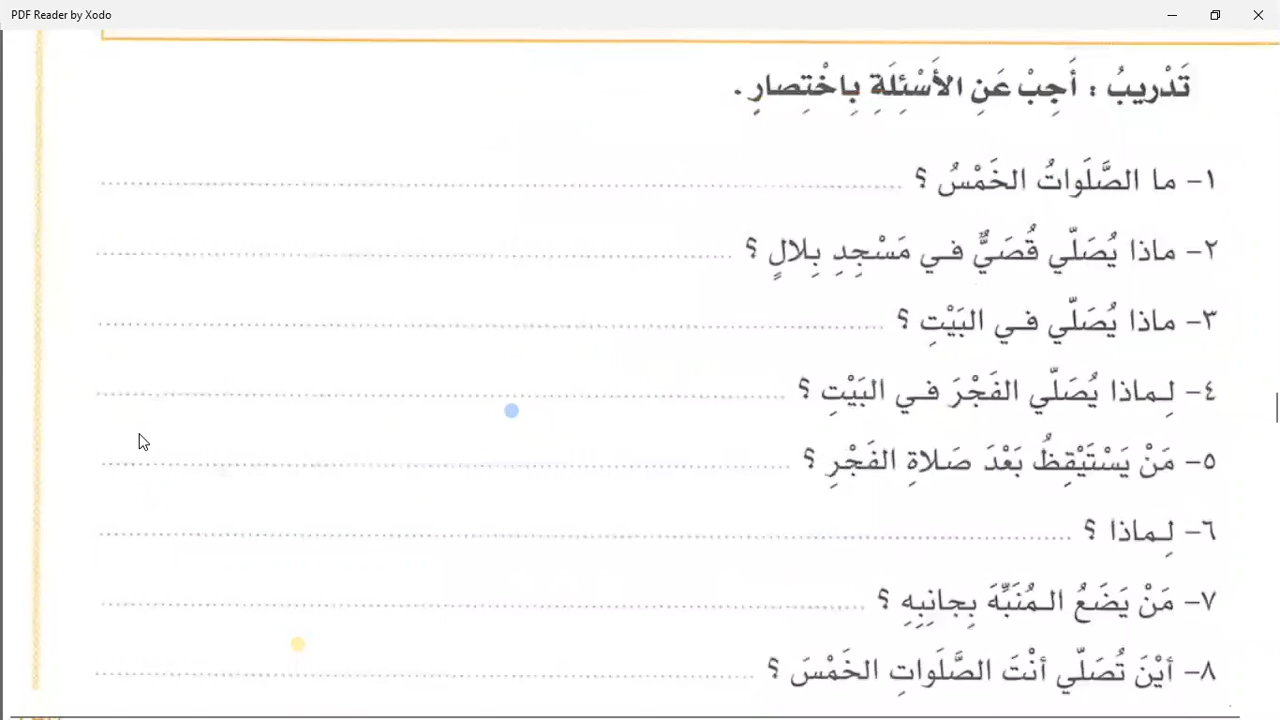 PDF Reader by Xodo
تَدْريبُ : أَجِبْ عَنِ الأَسْئِلَةِ بِاخْتِصارِ .
١- ما الصَّلَواتُ الخَمْسُ ؟
٢- ماذا يُصَلّي قُصَيٌّ في مَسْجِدِ بِلالٍ ؟
٣- ماذا يُصَلّي في البَيْتِ ؟
٤- لِماذا يُصَلّي الفَجْرَ في البَيْتِ ؟
٥- مَنْ يَسْتَيْقِظُ بَعْدَ صَلاةِ الفَجْرِ ؟
٦- لِماذا ؟
٧- مَنْ يَضَعُ المُنَبِّهَ بِجانِبِهِ ؟
٨- أيْنَ تُصَلّي أنْتَ الصَّلَواتِ الخَمْسَ ؟